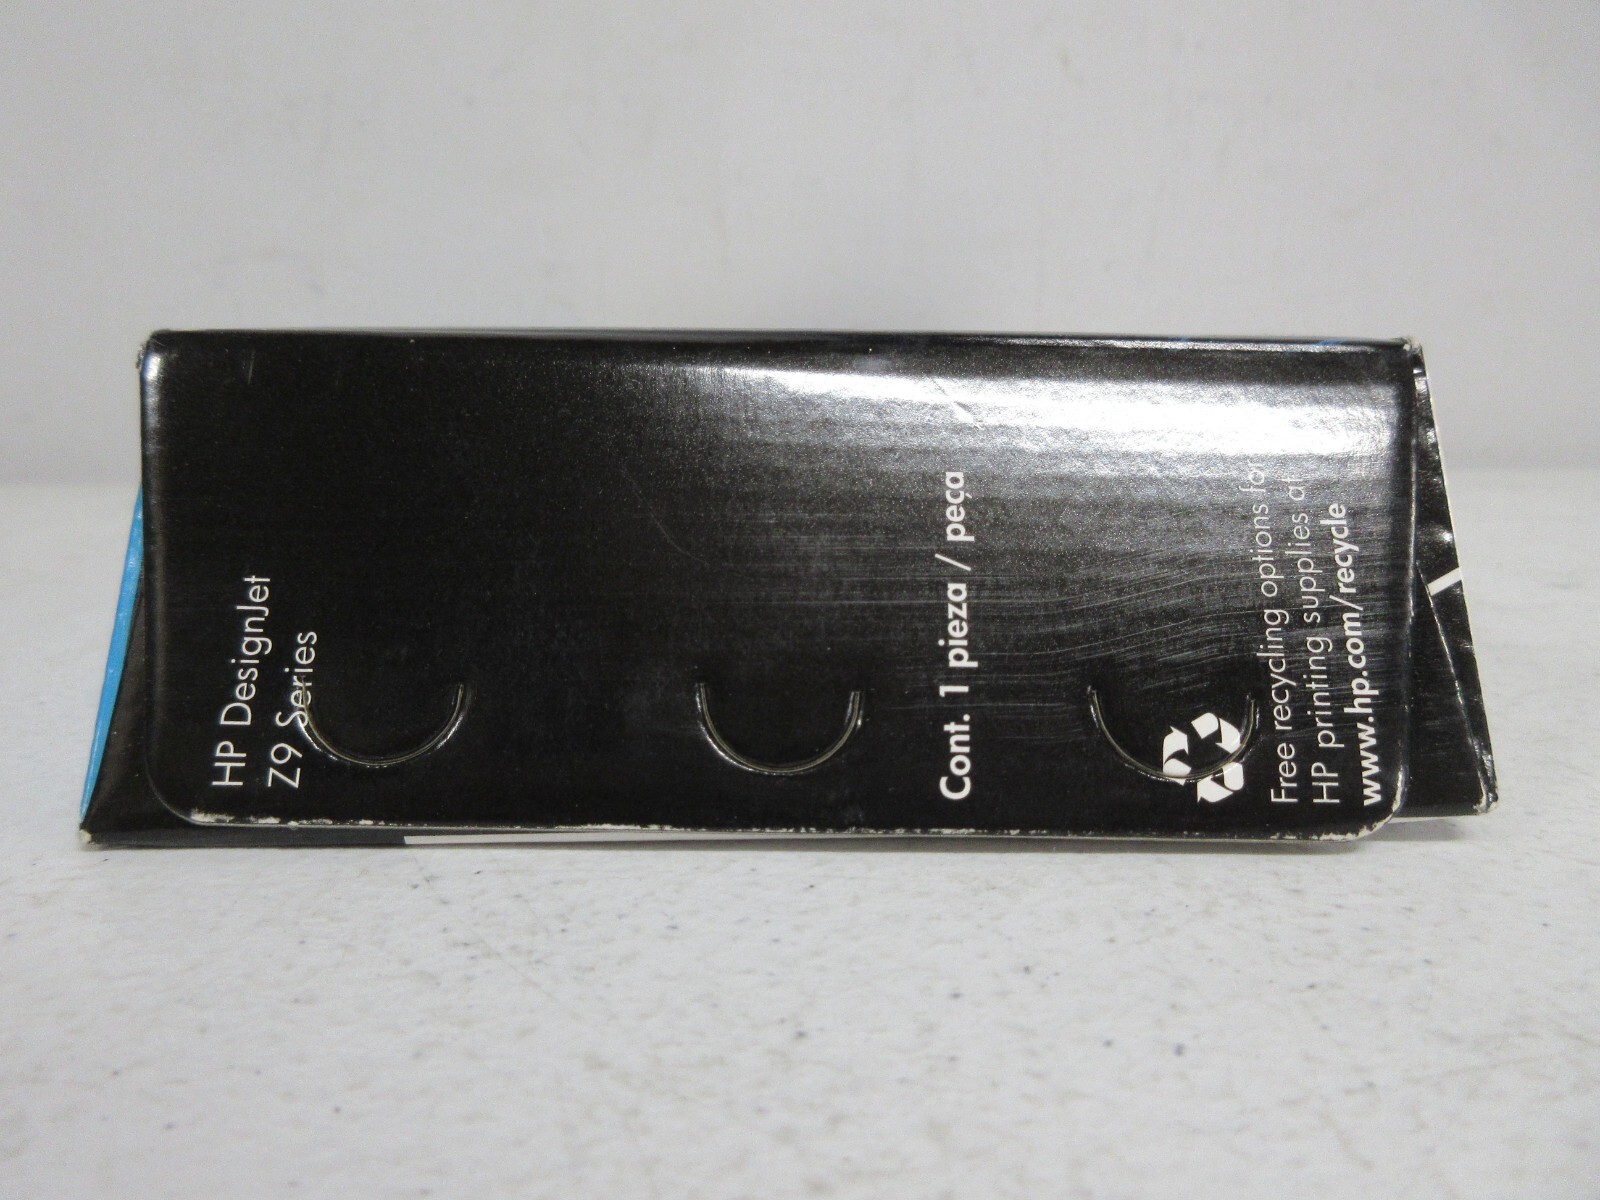 HP DesignJet
Z9 Series
Cont. 1 pieza / peça
Free recycling options for
HP printing supplies at
www.hp.com/recycle